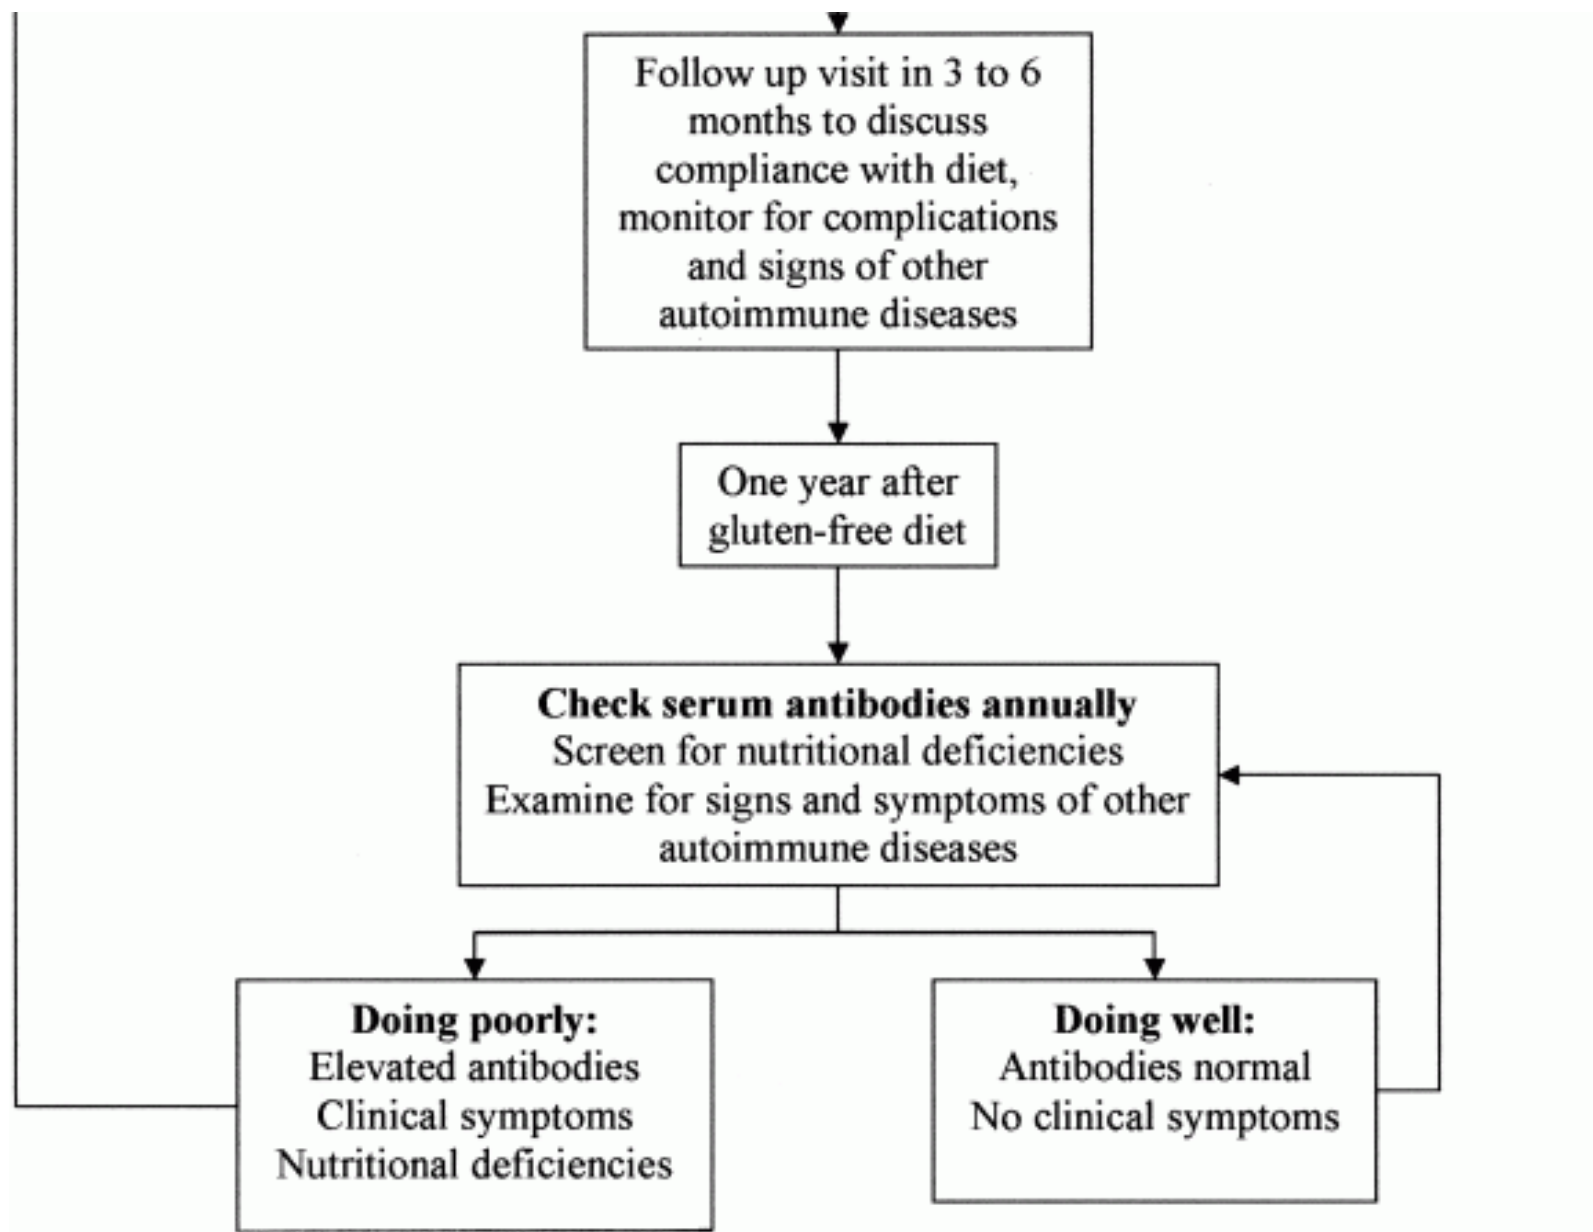 Follow up visit in 3 to 6
months to discuss
compliance with diet,
monitor for complications
and signs of other
autoimmune diseases
One year after
gluten-free diet
Check serum antibodies annually
Screen for nutritional deficiencies
Examine for signs and symptoms of other
autoimmune diseases
Doing poorly:
Elevated antibodies
Clinical symptoms
Nutritional deficiencies
Doing well:
Antibodies normal
No clinical symptoms